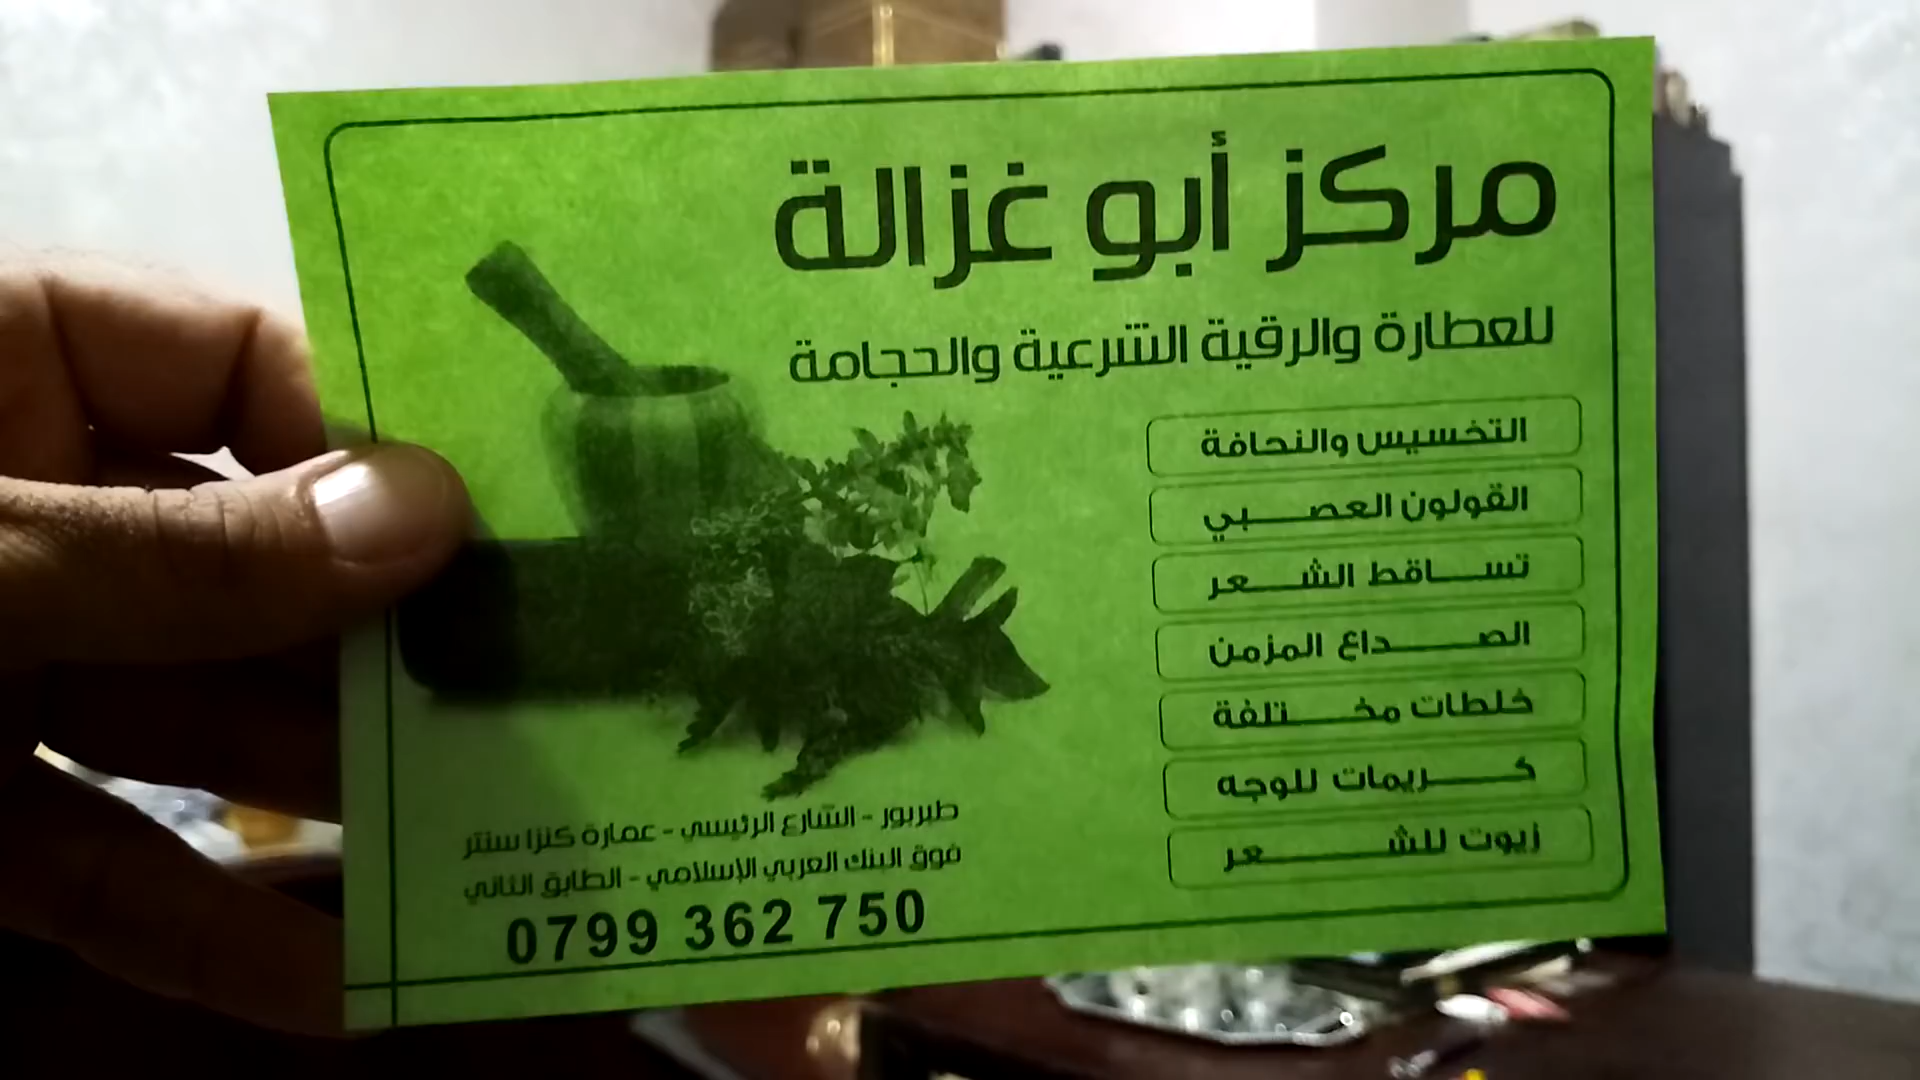 مركز أبو غزالة
للعطارة والرقية الشرعية والحجامة
التخسيس والنحافة
القولون العصبي
تساقط الشعر
الصداع المزمن
خلطات مختلفة
كريمات للوجه
زيوت للشعر
طبربور - الشارع الرئيسي - عمارة كنزا سنتر
فوق البنك العربي الإسلامي - الطابق الثاني
0799 362 750